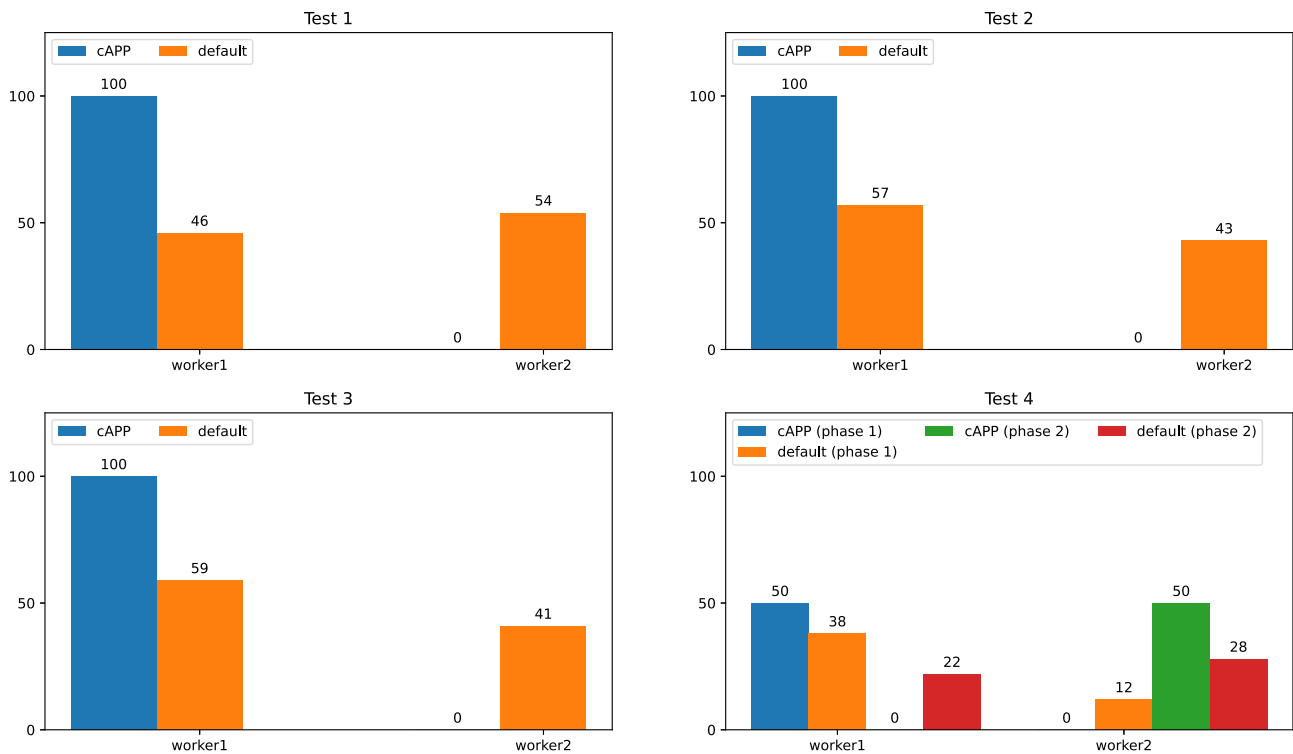 Test 1
cAPP default
100
46
54
0
0
50
100
worker1 worker2
Test 2
cAPP default
100
57
43
0
0
50
100
worker1 worker2
Test 3
cAPP default
100
59
41
0
0
50
100
worker1 worker2
Test 4
cAPP (phase 1) cAPP (phase 2) default (phase 2)
default (phase 1)
50
38
0
22
0
12
50
28
0
50
100
worker1 worker2